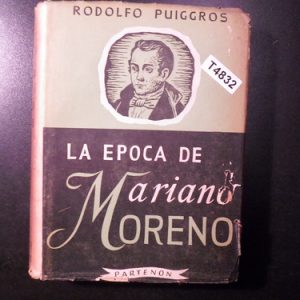 RODOLFO PUIGGROS
T4832
LA EPOCA DE
Mariano
MORENO
PARTENON